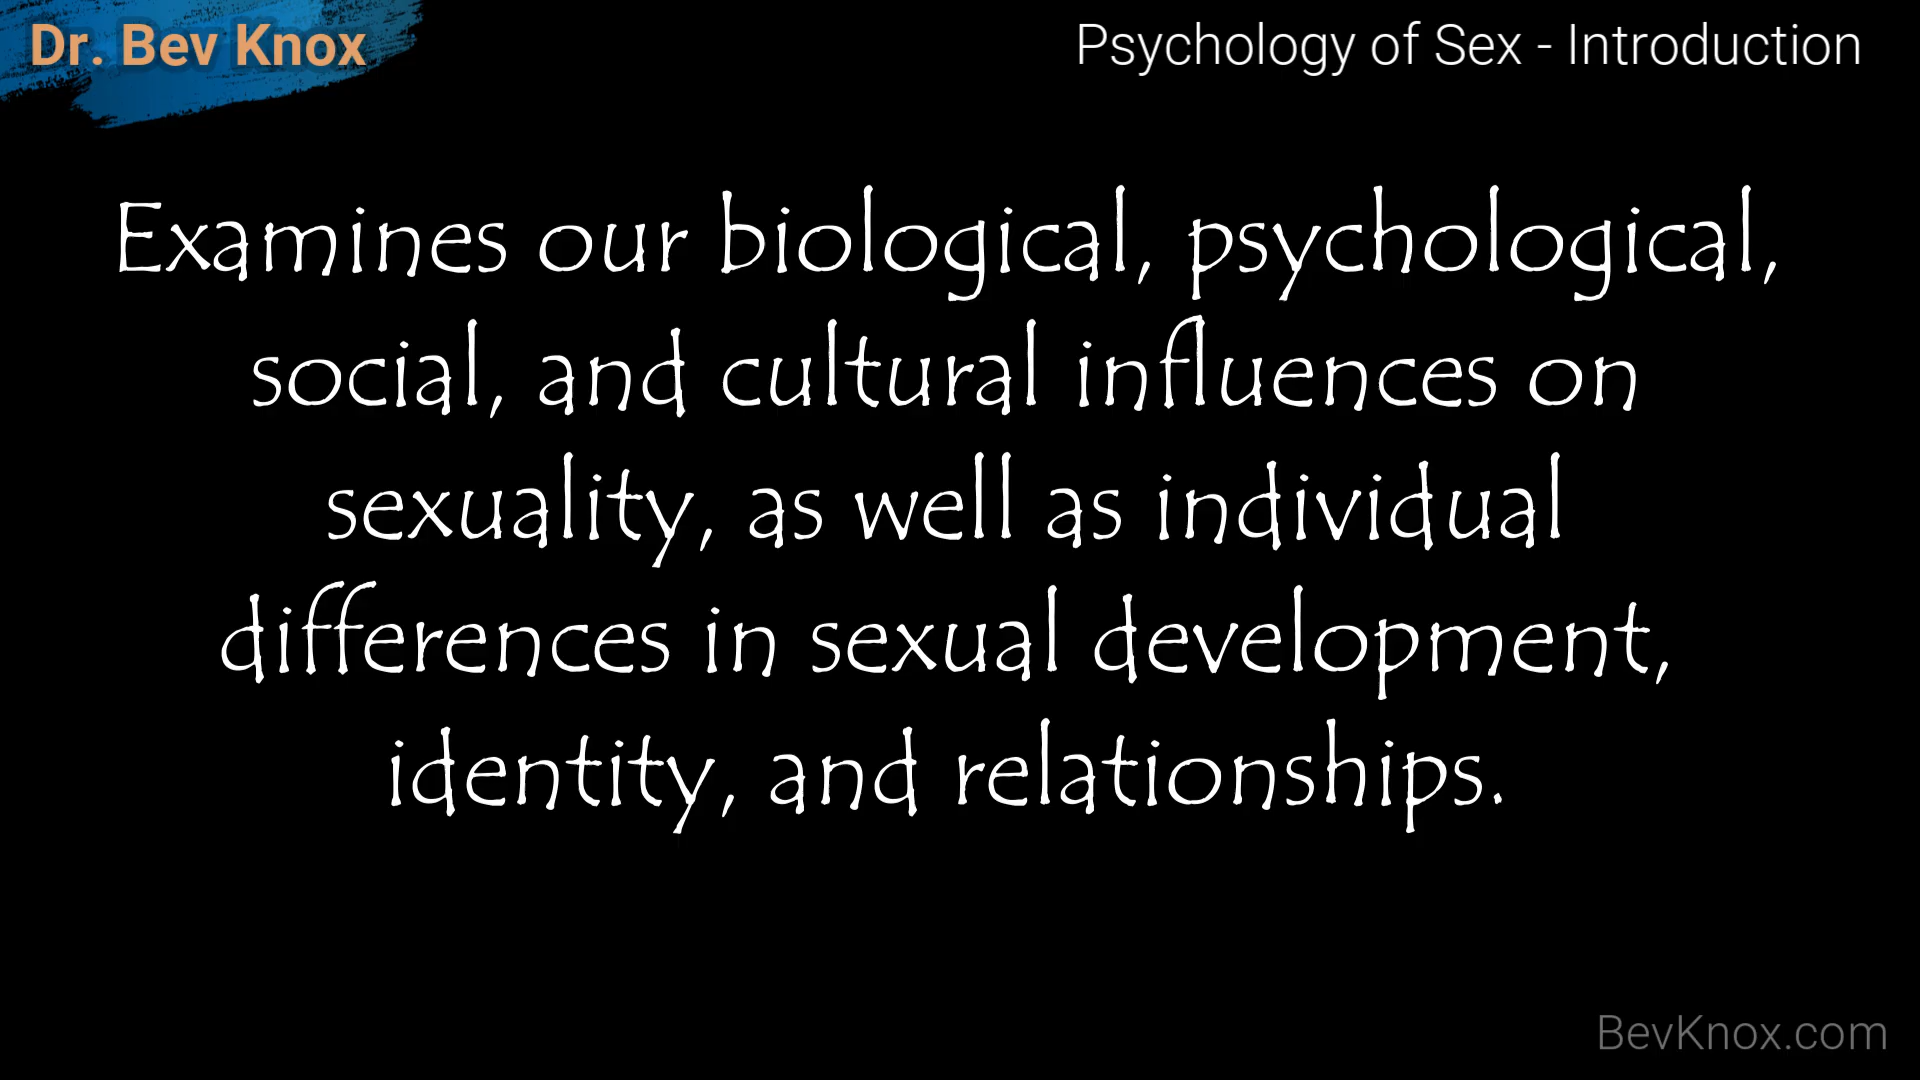 Dr. Bev Knox
Psychology of Sex - Introduction
Examines our biological, psychological,
social, and cultural influences on
sexuality, as well as individual
differences in sexual development,
identity, and relationships.
BevKnox.com